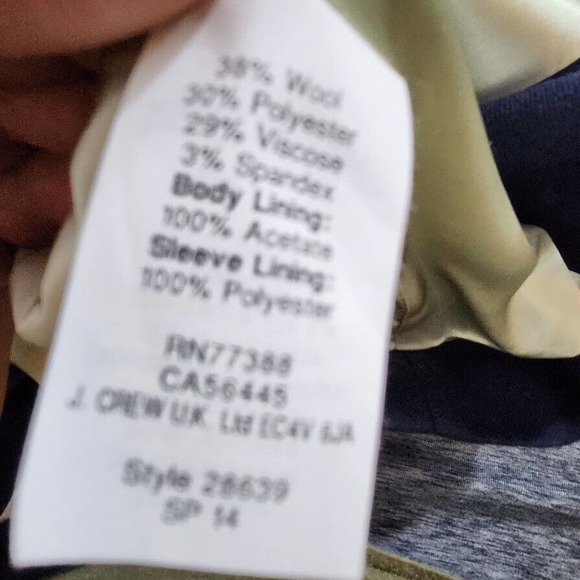 38% Wool
30% Polyester
29% Viscose
3% Spandex
Body Lining:
100% Acetate
Sleeve Lining:
100% Polyester
RN77388
CA56445
J. CREW U.K. Ltd EC4V 6JA
Style 28639
SP 14